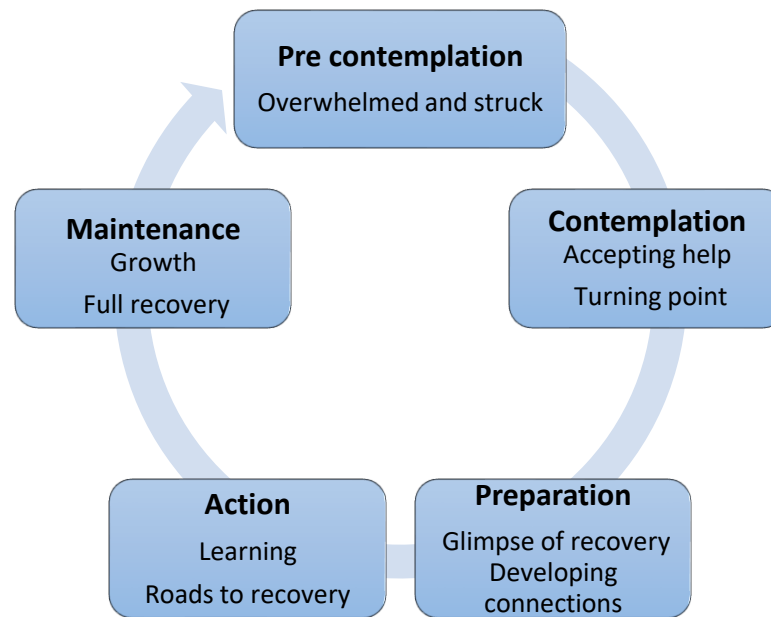 Pre contemplation
Overwhelmed and struck
Contemplation
Accepting help
Turning point
Preparation
Glimpse of recovery
Developing
connections
Action
Learning
Roads to recovery
Maintenance
Growth
Full recovery